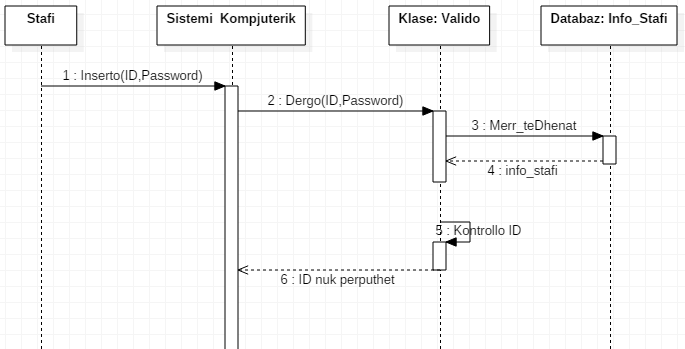 Stafi
Sistemi Kompjuterik
Klase: Valido
Databaz: Info_Stafi
1 : Inserto(ID,Password)
2 : Dergo(ID,Password)
3 : Merr_teDhenat
4 : info_stafi
5 : Kontrollo ID
6 : ID nuk perputhet